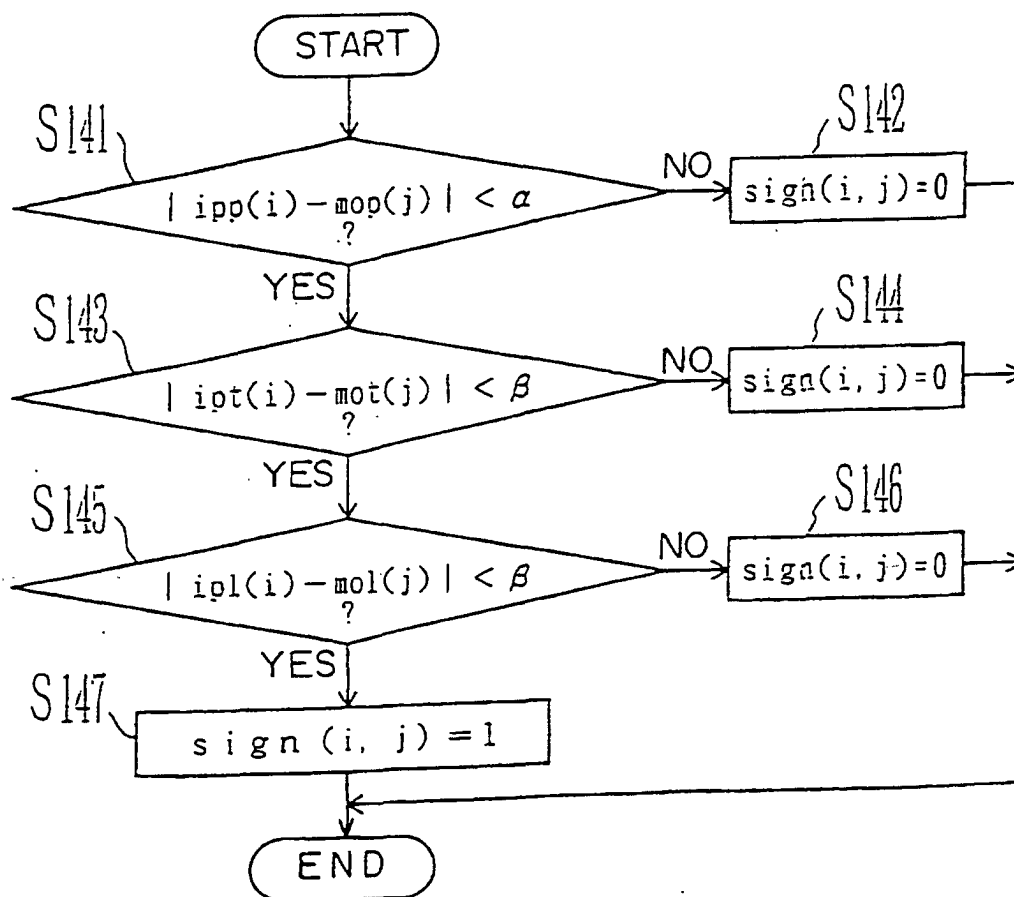 START
S141
| ipp(i)−mop(j) | < α
?
NO
S142
sign(i, j)=0
YES
S143
| ipt(i)−mot(j) | < β
?
NO
S144
sign(i, j)=0
YES
S145
| ipl(i)−mol(j) | < β
?
NO
S146
sign(i, j)=0
YES
S147
sign (i, j) =1
END